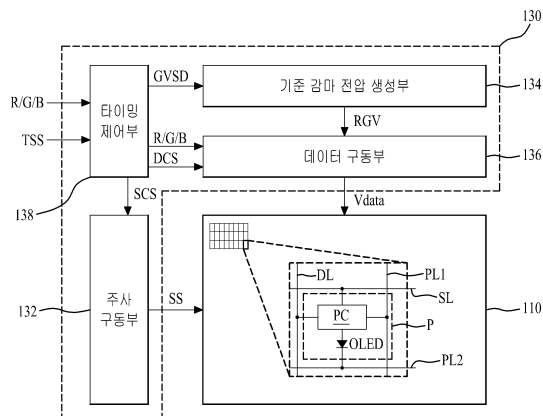 130
GVSD
기준 감마 전압 생성부
134
R/G/B
타이밍
제어부
RGV
TSS
R/G/B
DCS
데이터 구동부
136
138
SCS
Vdata
DL
PL1
SL
주사
구동부
132
SS
PC
P
110
OLED
PL2